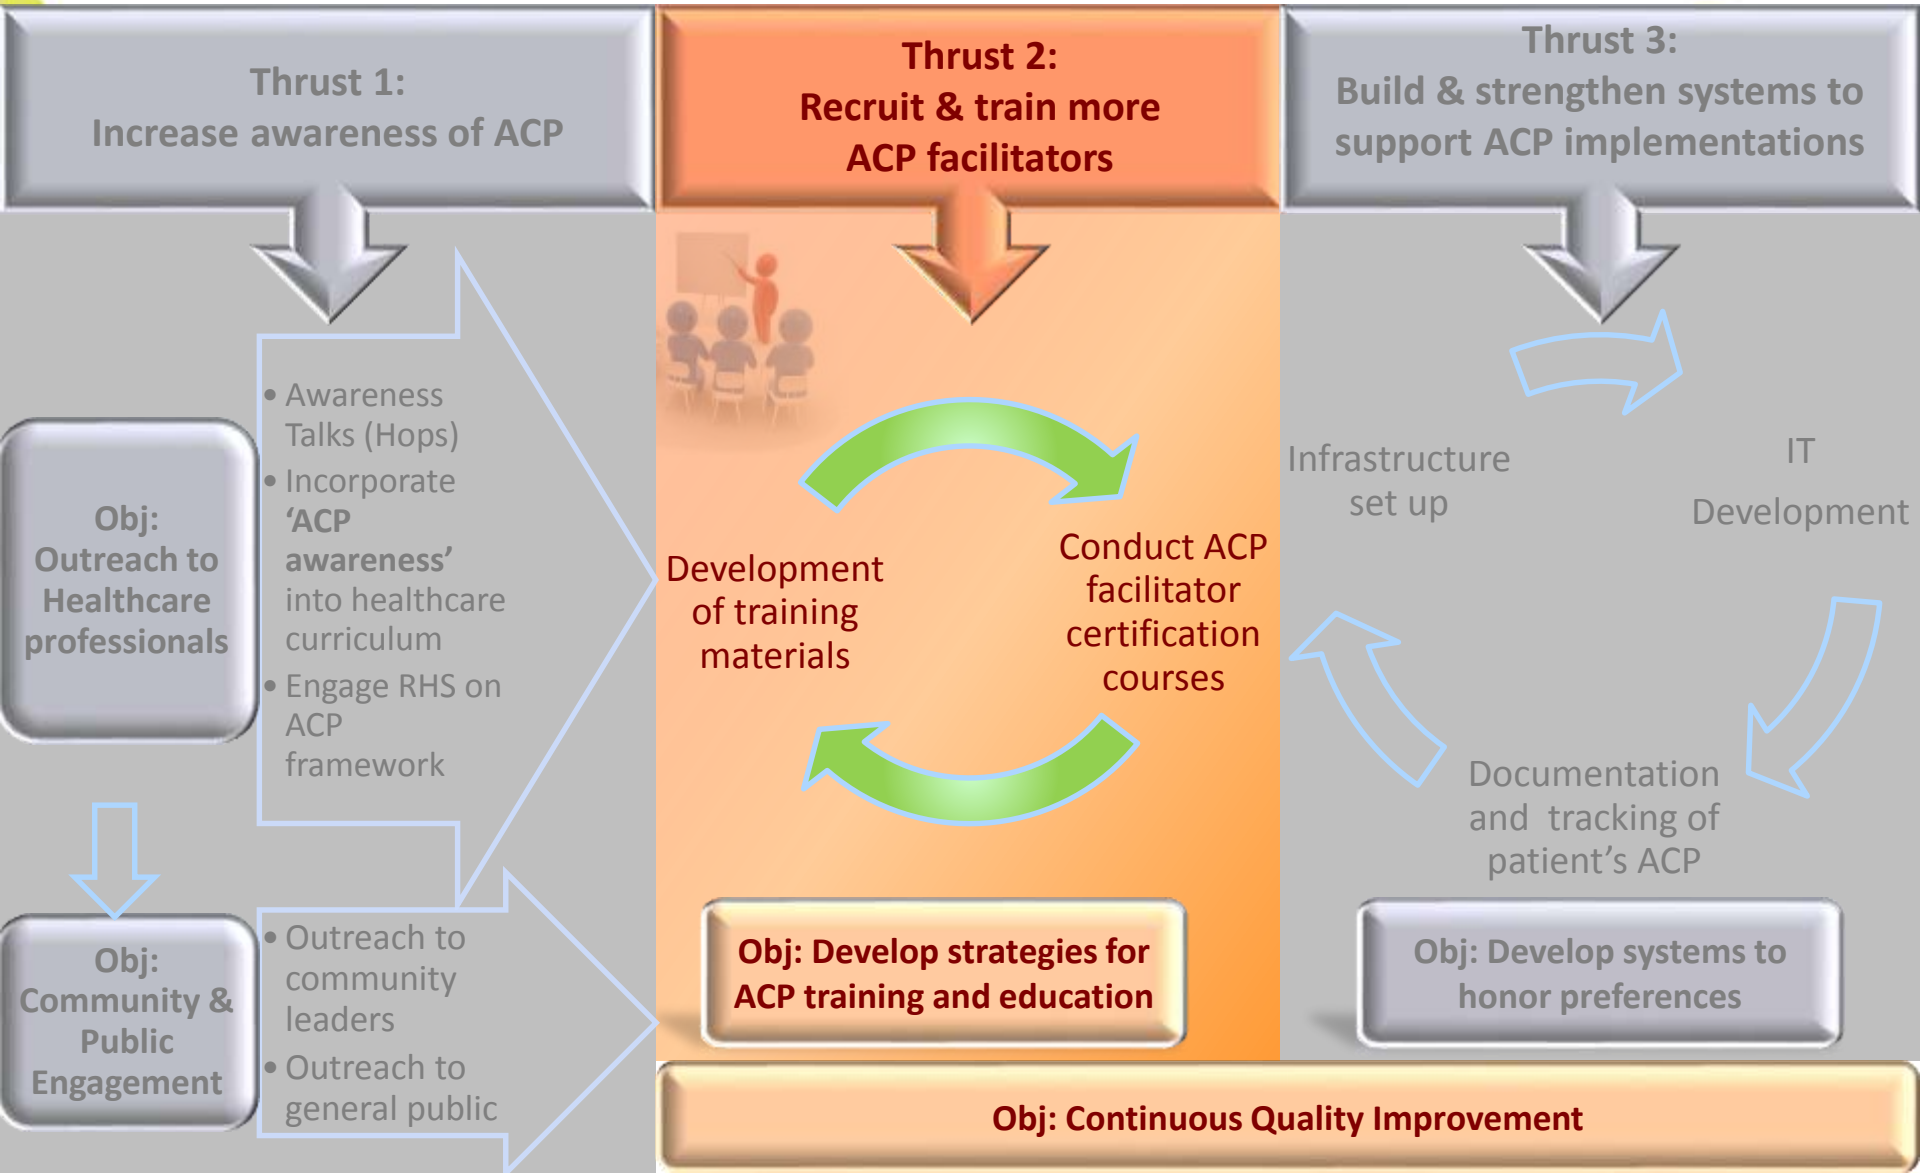 Thrust 1:
Increase awareness of ACP
Thrust 2:
Recruit & train more
ACP facilitators
Thrust 3:
Build & strengthen systems to
support ACP implementations
Obj:
Outreach to
Healthcare
professionals
• Awareness
Talks (Hops)
• Incorporate
‘ACP
awareness’
into healthcare
curriculum
• Engage RHS on
ACP
framework
Obj:
Community &
Public
Engagement
• Outreach to
community
leaders
• Outreach to
general public
Development
of training
materials
Conduct ACP
facilitator
certification
courses
Obj: Develop strategies for
ACP training and education
Infrastructure
set up
IT
Development
Documentation
and tracking of
patient’s ACP
Obj: Develop systems to
honor preferences
Obj: Continuous Quality Improvement